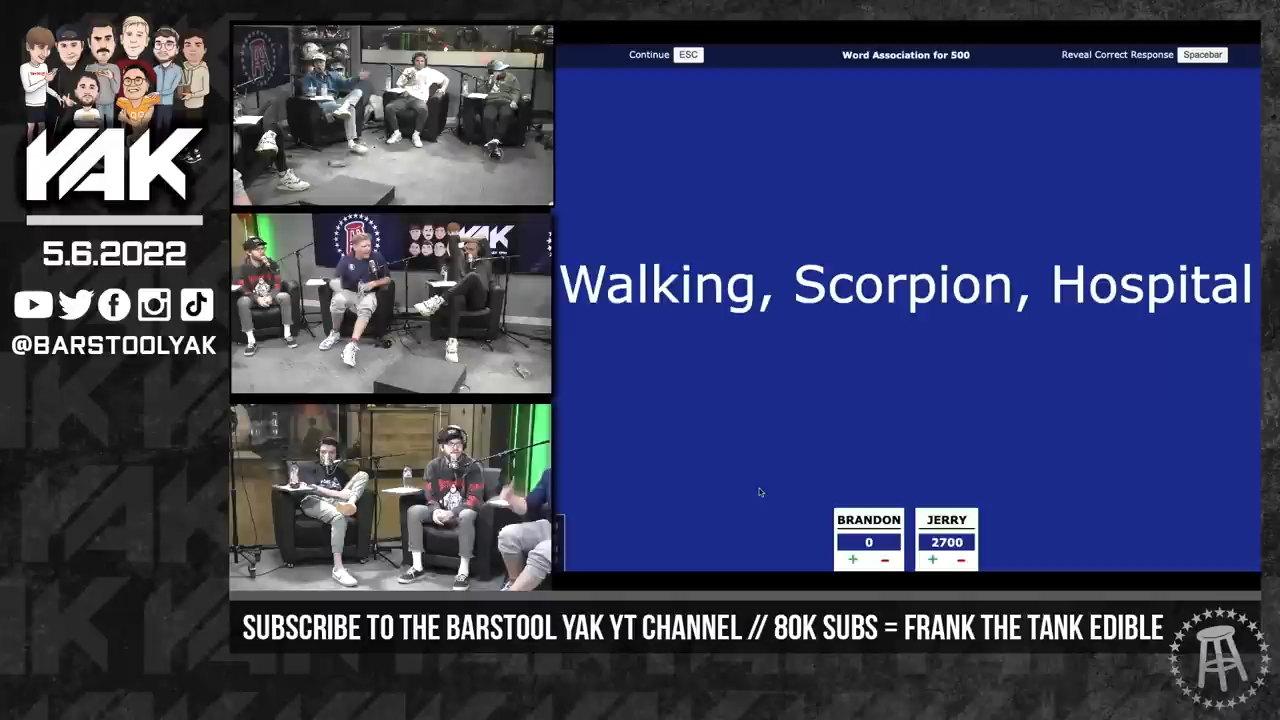 YAK
5.6.2022
@BARSTOOLYAK
Continue ESC
Word Association for 500
Reveal Correct Response Spacebar
Walking, Scorpion, Hospital
BRANDON
0
+ -
JERRY
2700
+ -
YAK
SUBSCRIBE TO THE BARSTOOL YAK YT CHANNEL // 80K SUBS = FRANK THE TANK EDIBLE